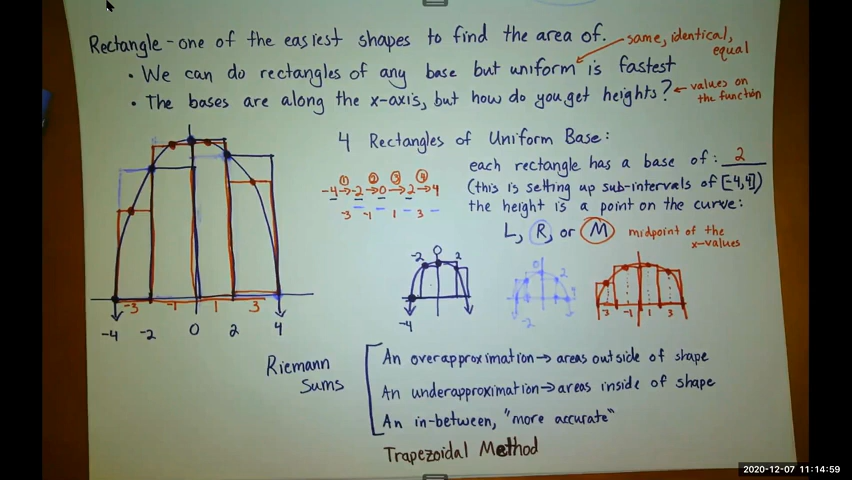 Rectangle - one of the easiest shapes to find the area of.
same, identical, equal
• We can do rectangles of any base but uniform is fastest
• The bases are along the x-axis, but how do you get heights? ← values on the function
4 Rectangles of Uniform Base:
each rectangle has a base of: 2
(this is setting up sub-intervals of [-4,4])
the height is a point on the curve:
L, R, or M midpoint of the x-values
① ② ③ ④
-4 → -2 → 0 → 2 → 4
-3 -1 1 3
-3 -1 1 3
-4 -2 0 2 4
-2 0 2
-4
0 2
-2
-3 -1 1 3
Riemann Sums
An overapproximation → areas outside of shape
An underapproximation → areas inside of shape
An in-between, "more accurate"
Trapezoidal Method
2020-12-07 11:14:59